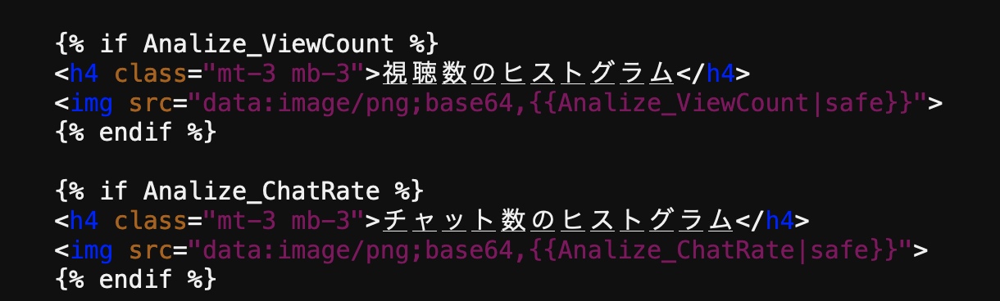 {% if Analize_ViewCount %}
<h4 class="mt-3 mb-3">視聴数のヒストグラム</h4>
<img src="data:image/png;base64,{{Analize_ViewCount|safe}}">
{% endif %}
{% if Analize_ChatRate %}
<h4 class="mt-3 mb-3">チャット数のヒストグラム</h4>
<img src="data:image/png;base64,{{Analize_ChatRate|safe}}">
{% endif %}